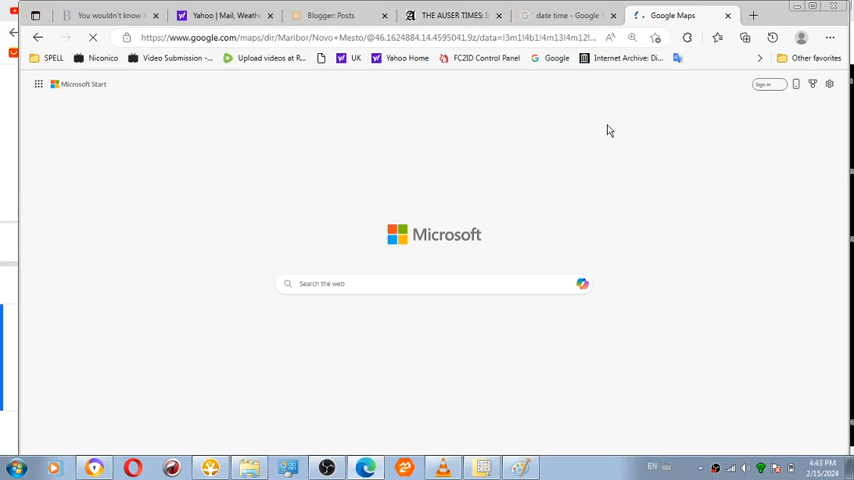 You wouldn't know i
Yahoo | Mail, Weathe
Blogger: Posts
THE AUSER TIMES: I
date time - Google S
Google Maps
https://www.google.com/maps/dir/Maribor/Novo+Mesto/@46.1624884,14.4595041,9z/data=!3m1!4b1!4m13!4m12!...
SPELL
Niconico
Video Submission -...
Upload videos at R...
UK
Yahoo Home
FC2ID Control Panel
Google
Internet Archive: Di...
Other favorites
Microsoft Start
Sign in
Microsoft
Search the web
EN
4:43 PM
2/15/2024